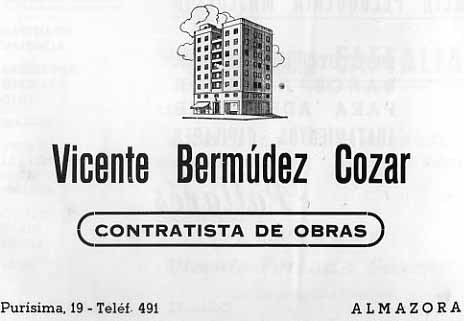 Vicente Bermúdez Cozar
CONTRATISTA DE OBRAS
Purísima, 19 - Teléf. 491 ALMAZORA